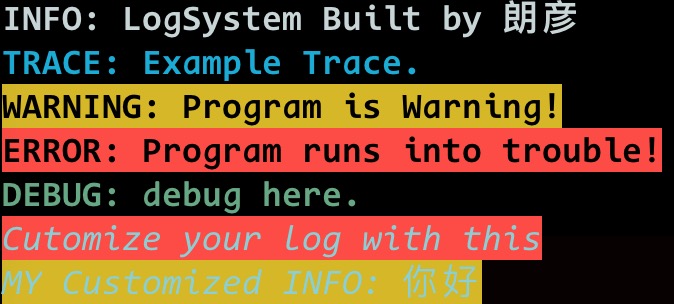 INFO: LogSystem Built by 朗彦
TRACE: Example Trace.
WARNING: Program is Warning!
ERROR: Program runs into trouble!
DEBUG: debug here.
Cutomize your log with this
MY Customized INFO: 你好